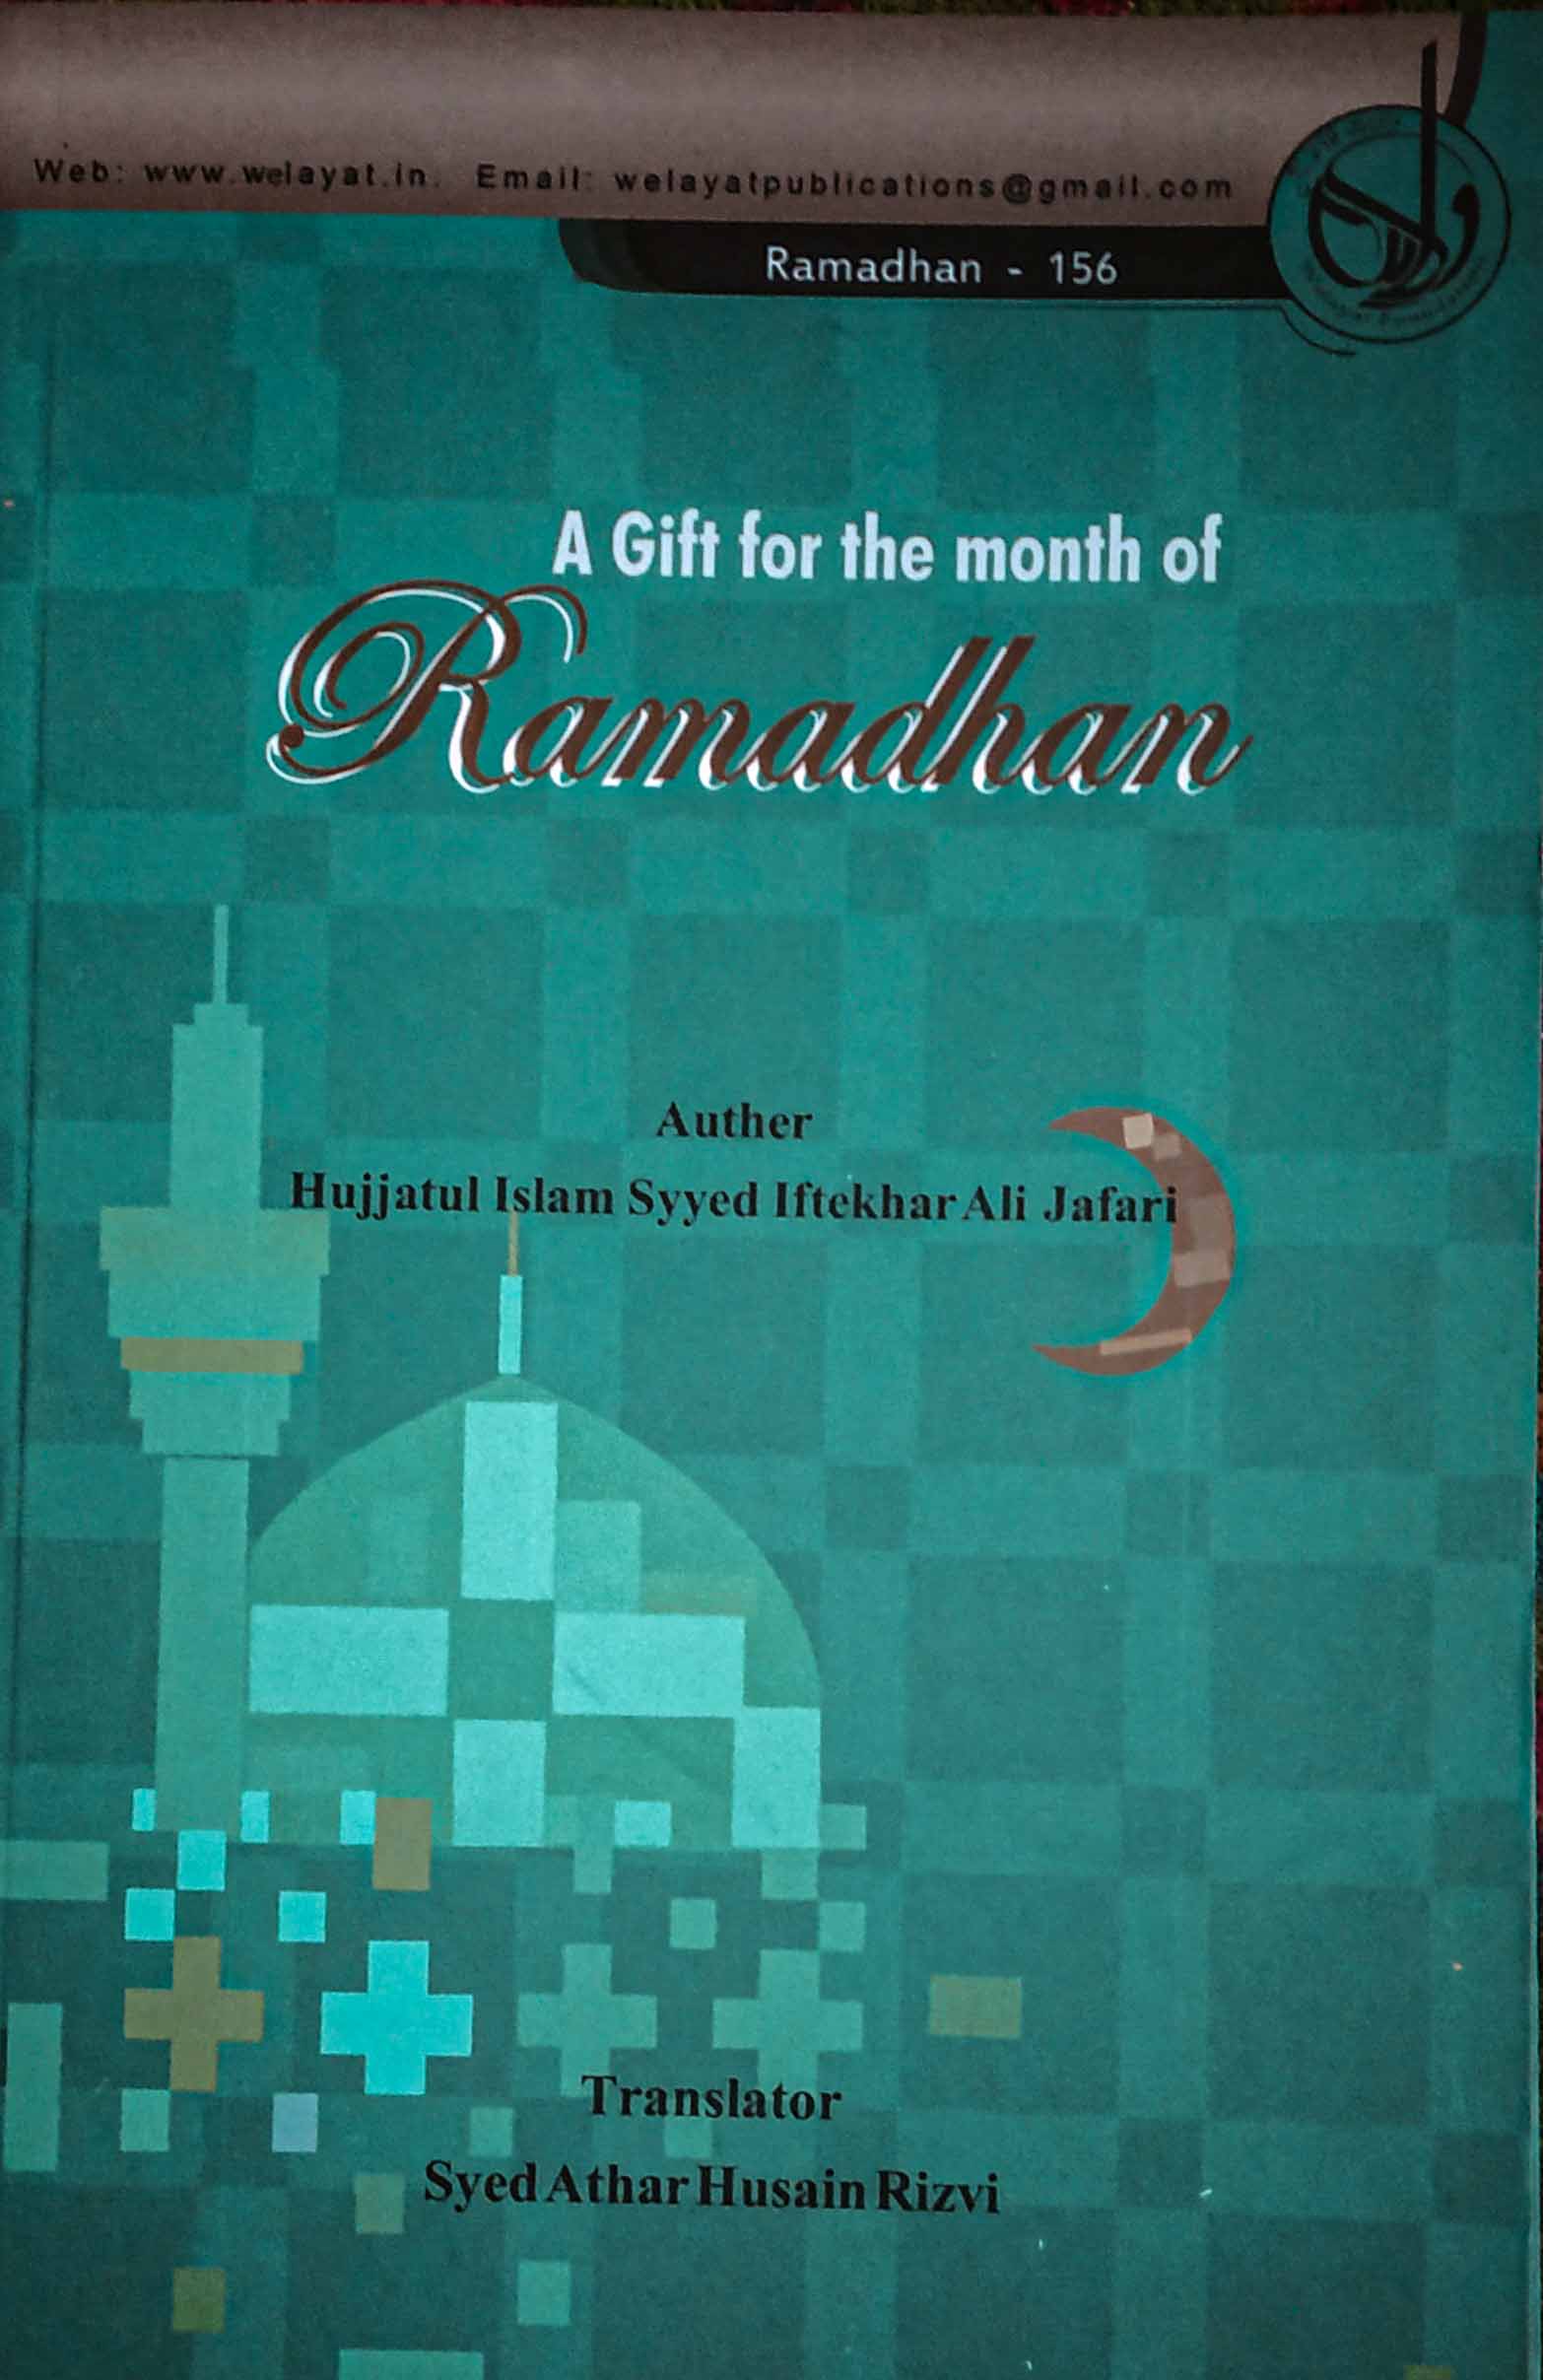 Web: www.welayat.in. Email: welayatpublications@gmail.com
Ramadhan - 156
A Gift for the month of
Ramadhan
Auther
Hujjatul Islam Syyed Iftekhar Ali Jafari
Translator
Syed Athar Husain Rizvi